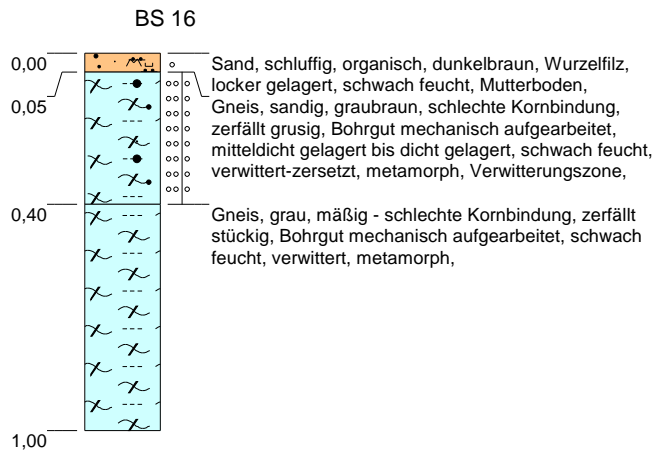 BS 16
0,00
Sand, schluffig, organisch, dunkelbraun, Wurzelfilz,
locker gelagert, schwach feucht, Mutterboden,
0,05
Gneis, sandig, graubraun, schlechte Kornbindung,
zerfällt grusig, Bohrgut mechanisch aufgearbeitet,
mitteldicht gelagert bis dicht gelagert, schwach feucht,
verwittert-zersetzt, metamorph, Verwitterungszone,
0,40
Gneis, grau, mäßig - schlechte Kornbindung, zerfällt
stückig, Bohrgut mechanisch aufgearbeitet, schwach
feucht, verwittert, metamorph,
1,00